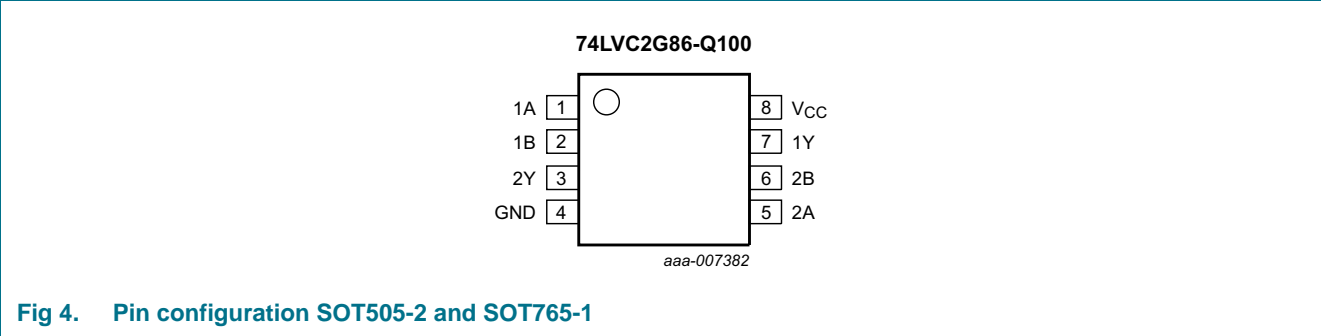 74LVC2G86-Q100
1A 1 8 VCC
1B 2 7 1Y
2Y 3 6 2B
GND 4 5 2A
aaa-007382
Fig 4. Pin configuration SOT505-2 and SOT765-1